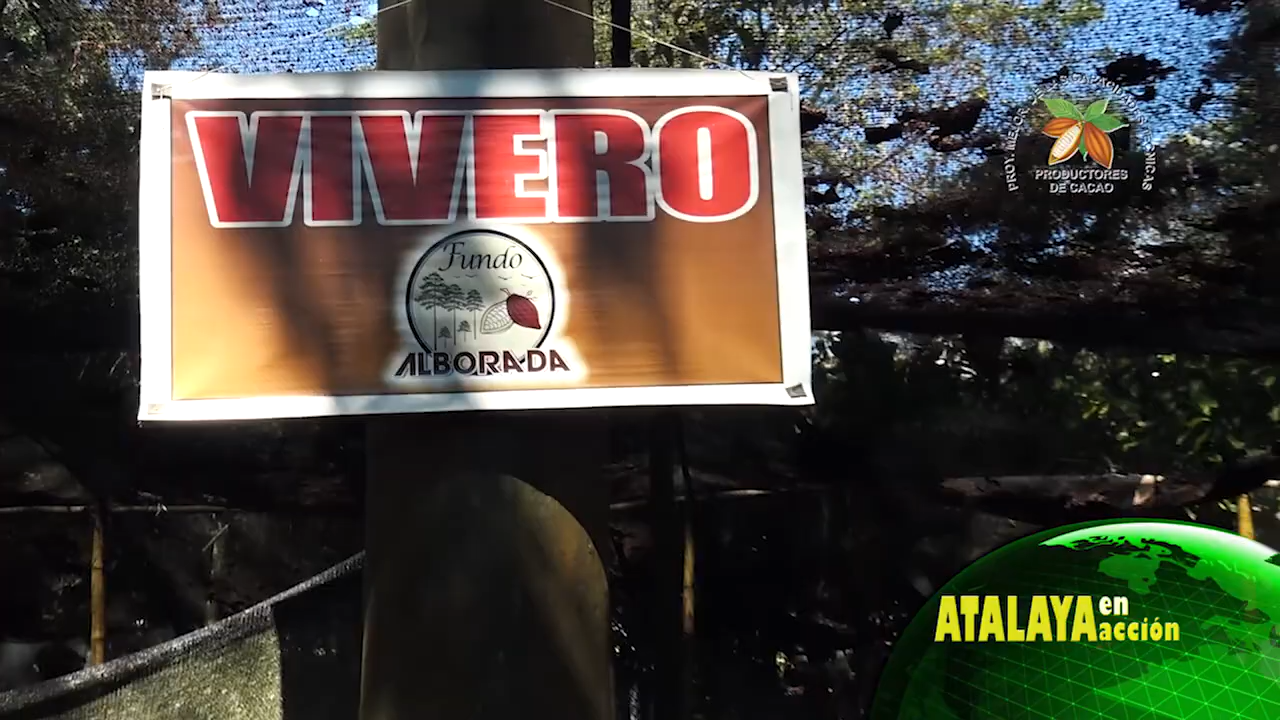 VIVERO
Fundo
ALBORADA
PRODUCTORES
DE CACAO
ATALAYA en acción